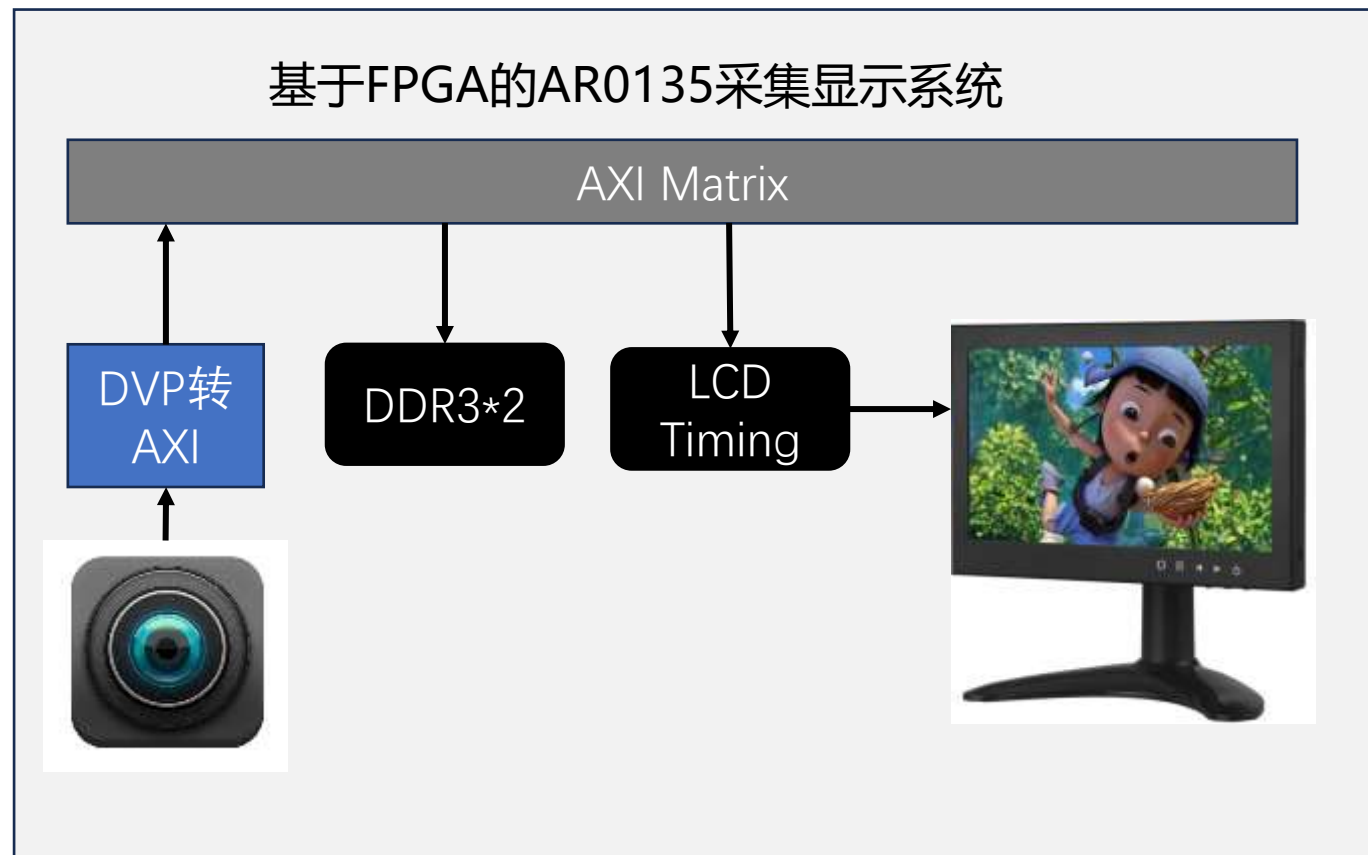 基于FPGA的AR0135采集显示系统
AXI Matrix
DVP转
AXI
DDR3*2
LCD
Timing